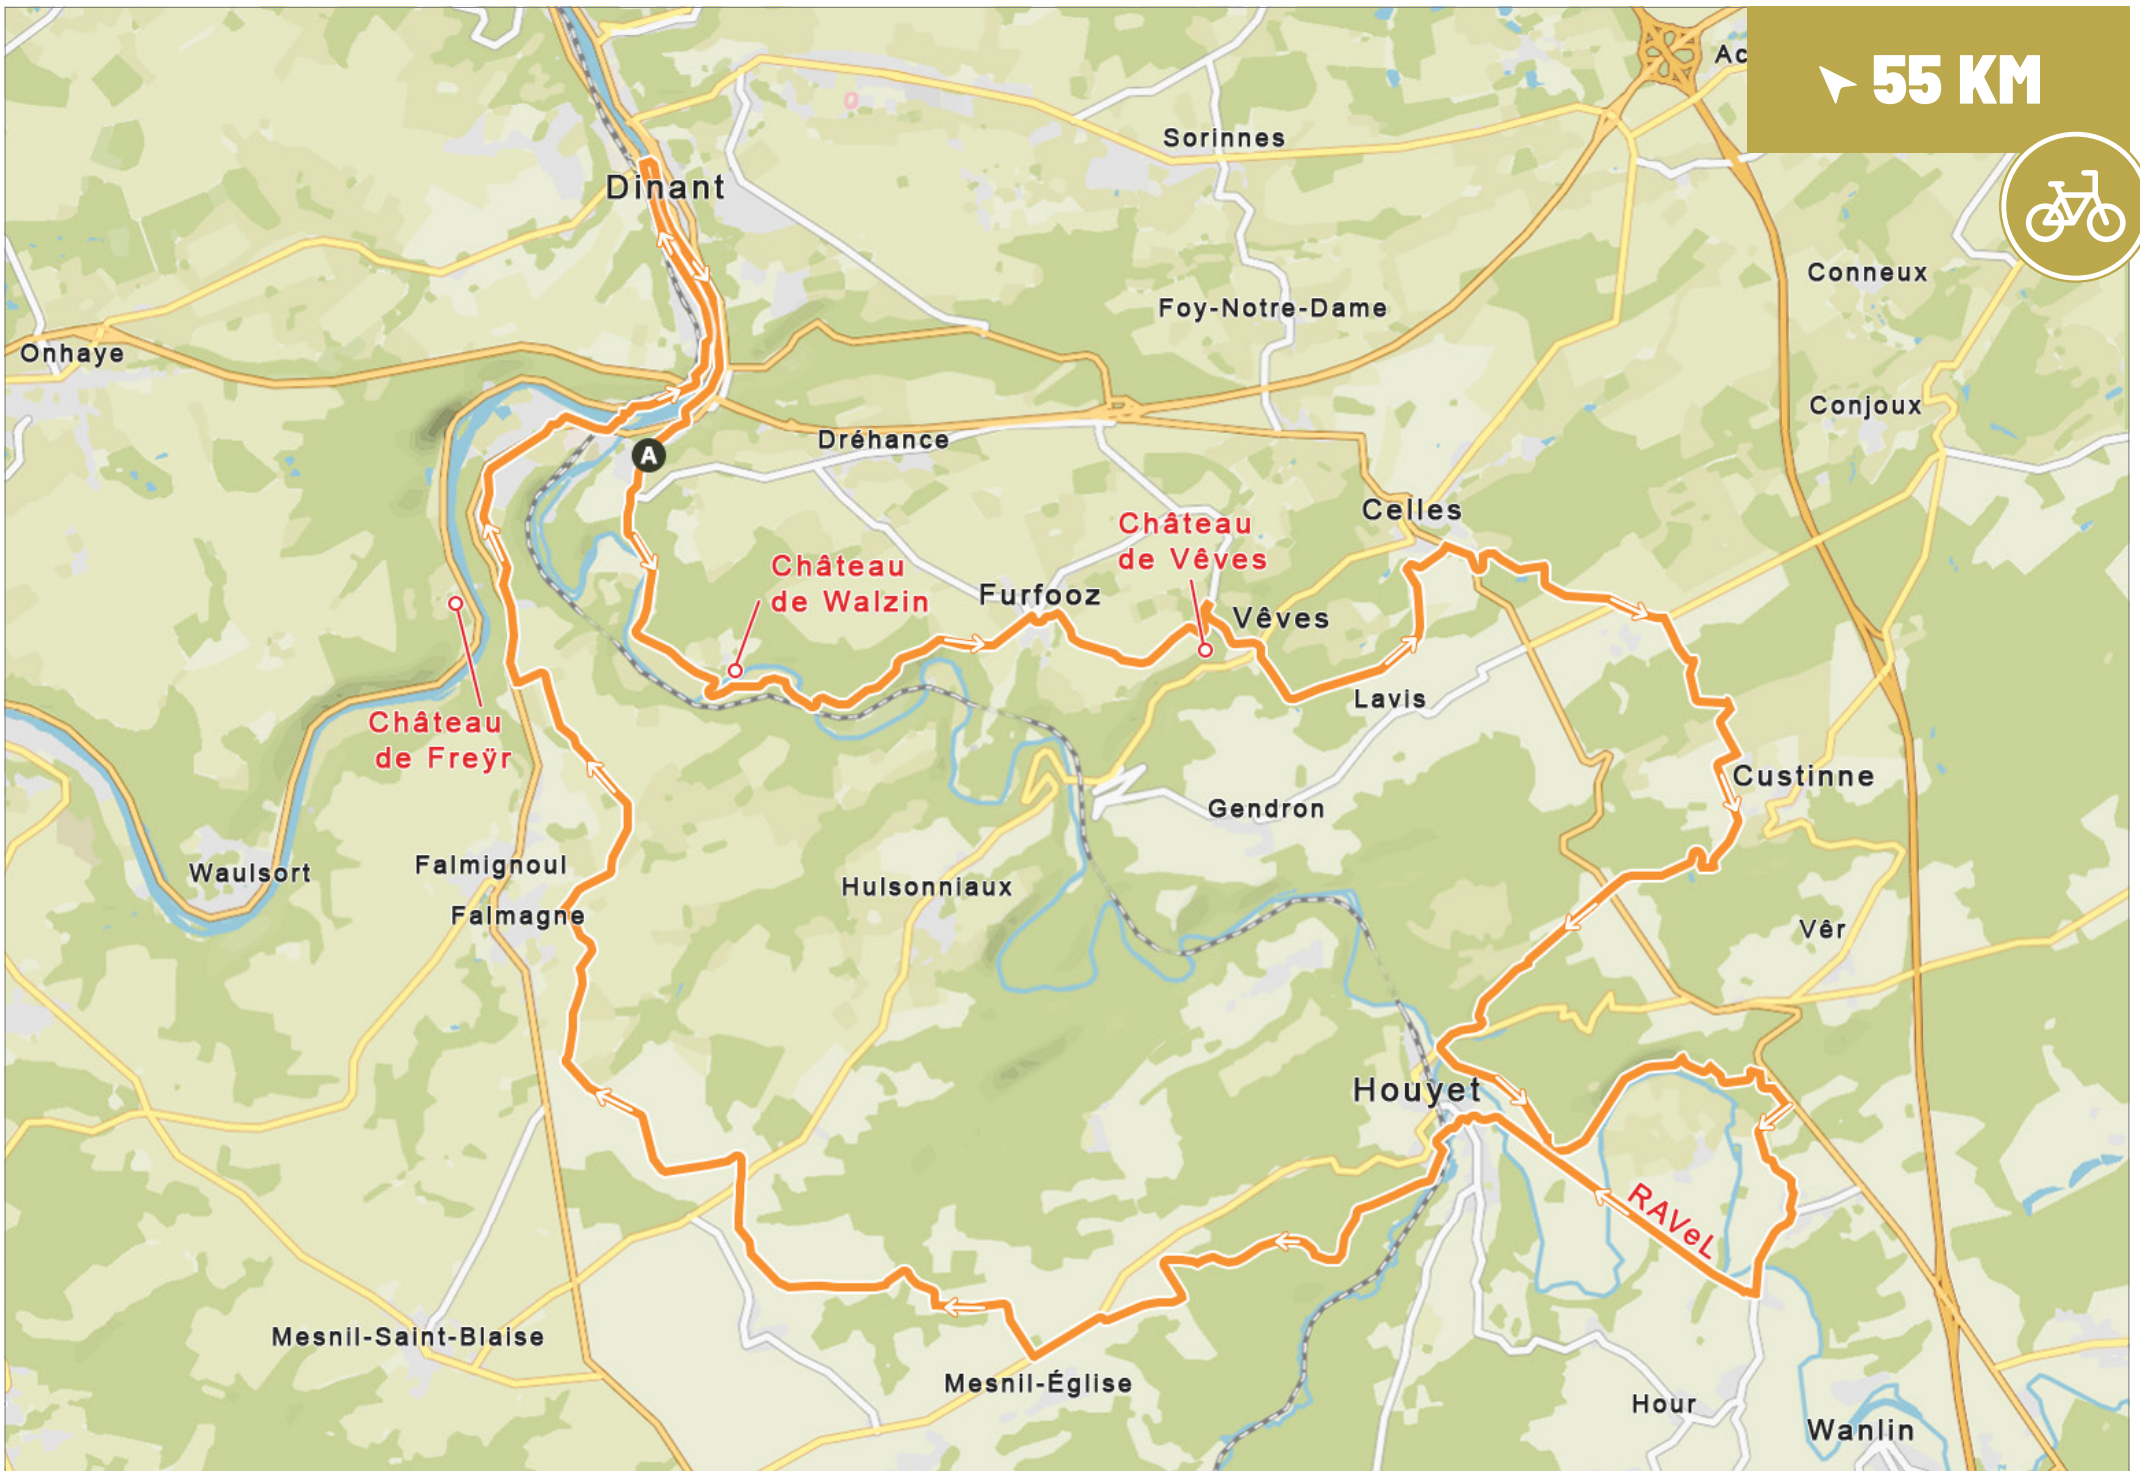 Ac
55 KM
Sorinnes
Dinant
Conneux
Foy-Notre-Dame
Onhaye
Conjoux
Dréhance
A
Celles
Château
de Vêves
Château
de Walzin
Furfooz
Vêves
Lavis
Château
de Freÿr
Custinne
Gendron
Falmignoul
Waulsort
Hulsonniaux
Falmagne
Vêr
Houyet
RAVeL
Mesnil-Saint-Blaise
Mesnil-Église
Hour
Wanlin